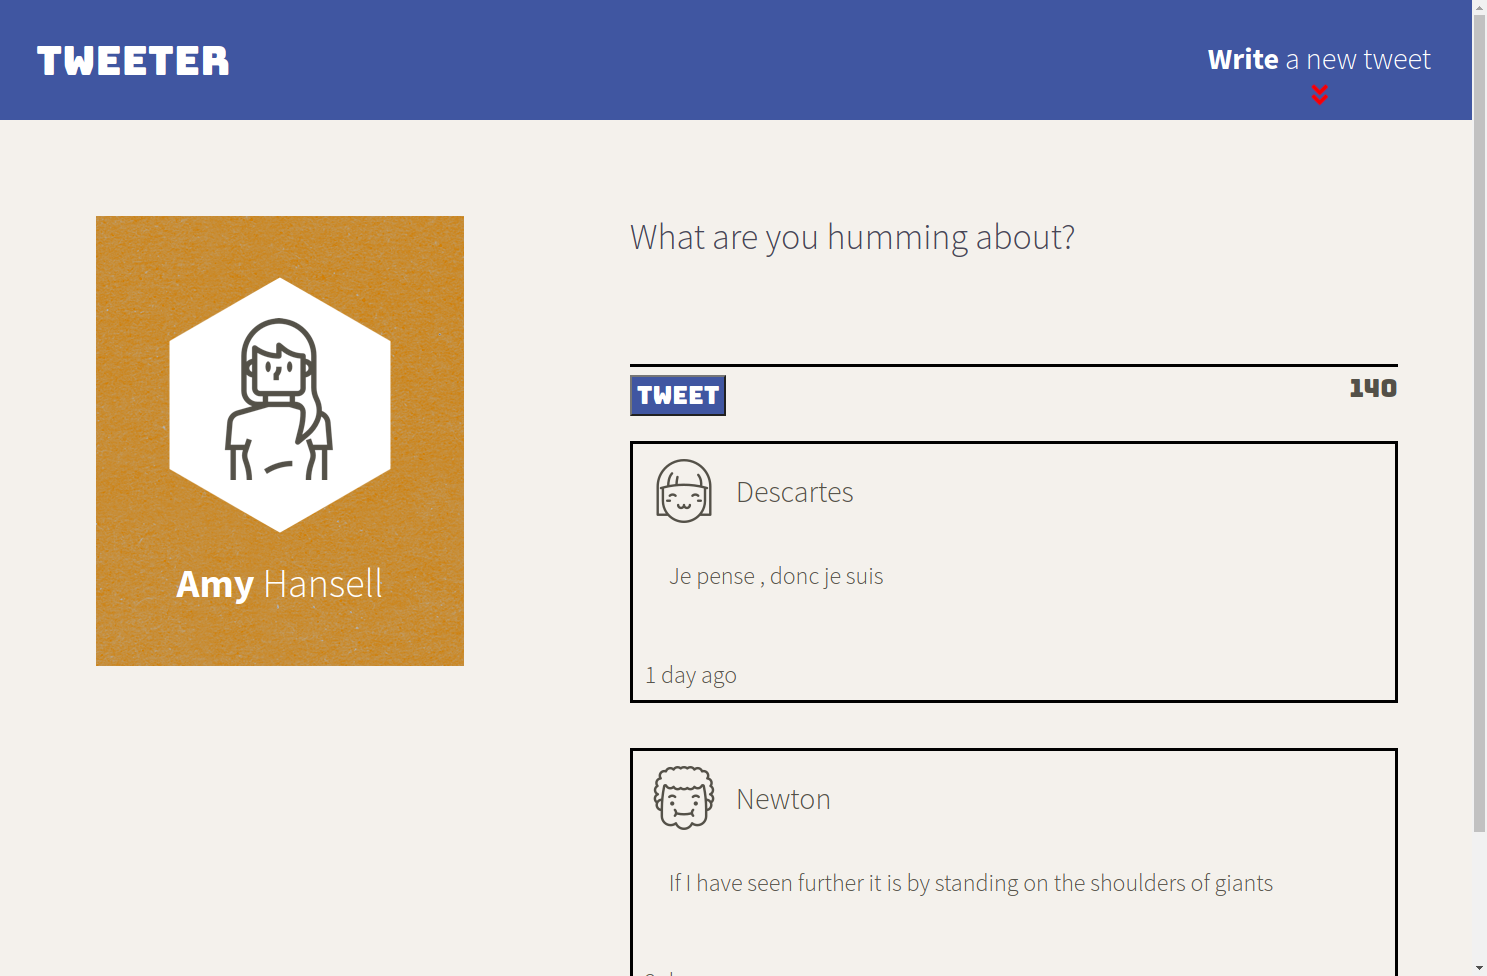 TWEETER
Write a new tweet
Amy Hansell
What are you humming about?
TWEET
140
Descartes
Je pense , donc je suis
1 day ago
Newton
If I have seen further it is by standing on the shoulders of giants